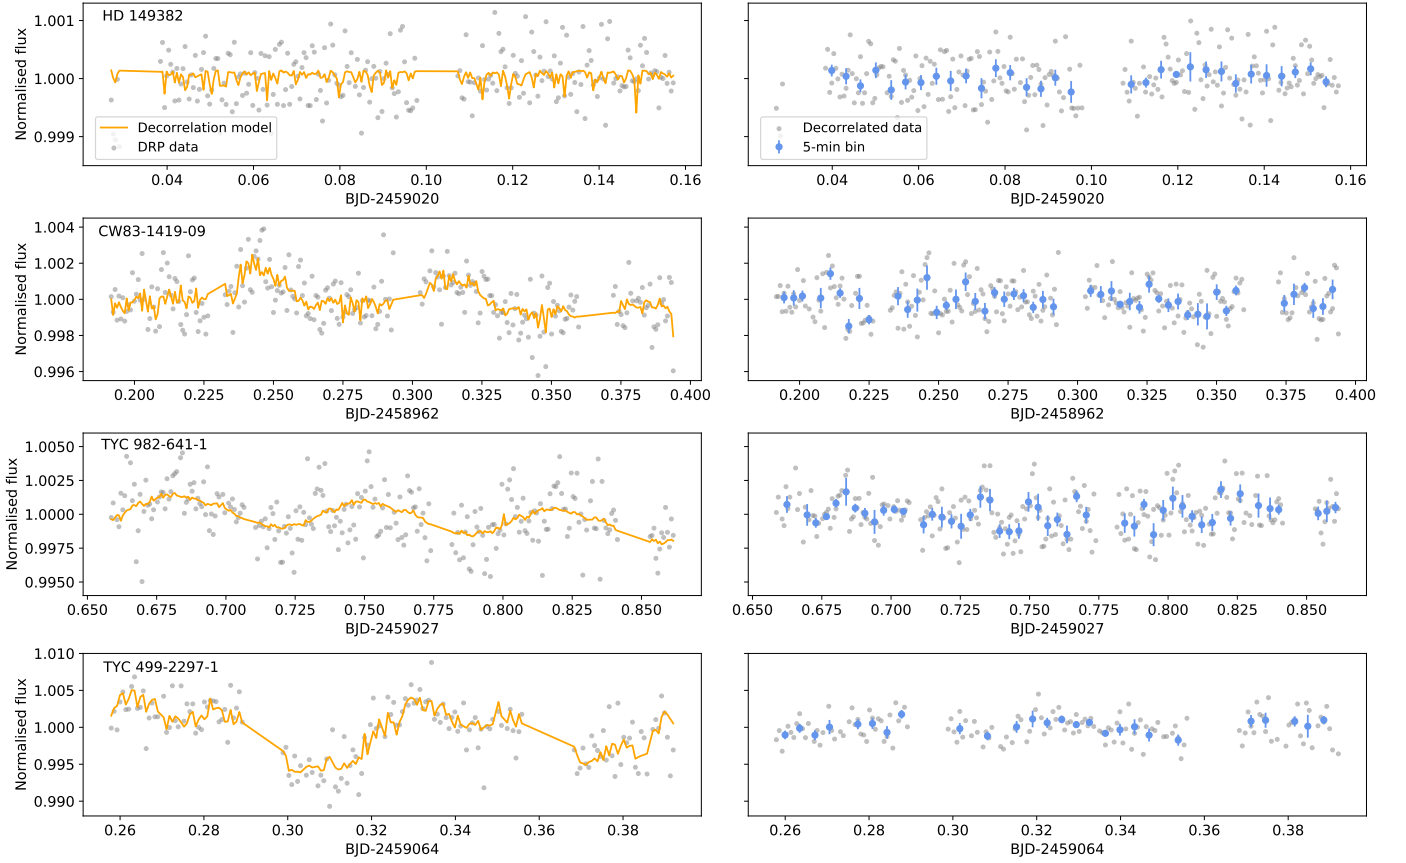 HD 149382
Normalised flux
1.001
1.000
0.999
Decorrelation model
DRP data
0.04 0.06 0.08 0.10 0.12 0.14 0.16
BJD-2459020
Decorrelated data
5-min bin
0.04 0.06 0.08 0.10 0.12 0.14 0.16
BJD-2459020
CW83-1419-09
Normalised flux
1.004
1.002
1.000
0.998
0.996
0.200 0.225 0.250 0.275 0.300 0.325 0.350 0.375 0.400
BJD-2458962
0.200 0.225 0.250 0.275 0.300 0.325 0.350 0.375 0.400
BJD-2458962
TYC 982-641-1
Normalised flux
1.0050
1.0025
1.0000
0.9975
0.9950
0.650 0.675 0.700 0.725 0.750 0.775 0.800 0.825 0.850
BJD-2459027
0.650 0.675 0.700 0.725 0.750 0.775 0.800 0.825 0.850
BJD-2459027
TYC 499-2297-1
Normalised flux
1.010
1.005
1.000
0.995
0.990
0.26 0.28 0.30 0.32 0.34 0.36 0.38
BJD-2459064
0.26 0.28 0.30 0.32 0.34 0.36 0.38
BJD-2459064